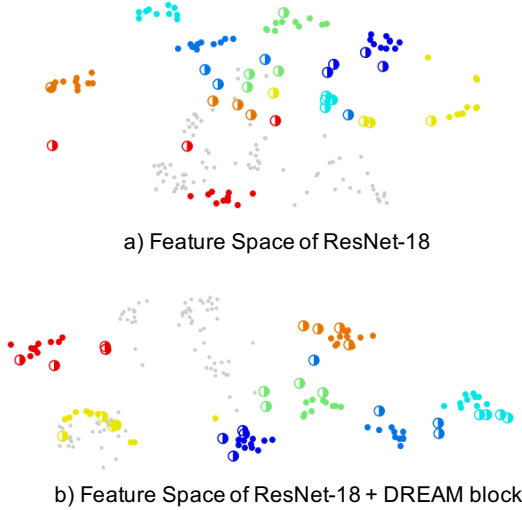 a) Feature Space of ResNet-18
b) Feature Space of ResNet-18 + DREAM block